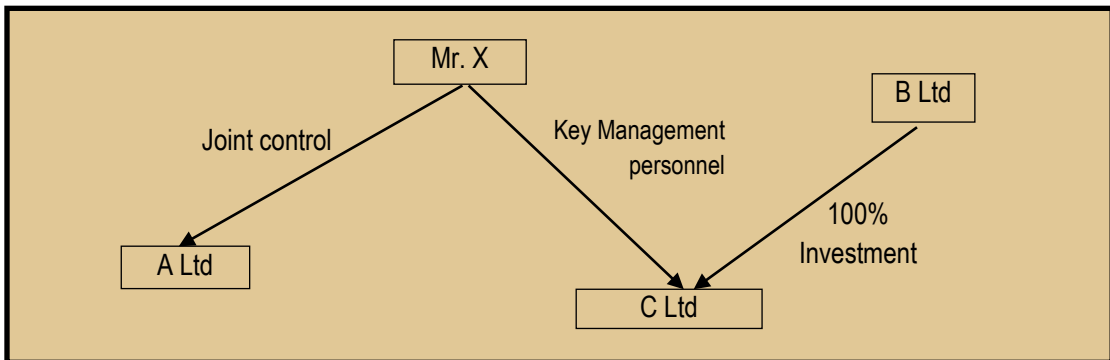 Mr. X
B Ltd
Joint control
Key Management
personnel
100%
Investment
A Ltd
C Ltd